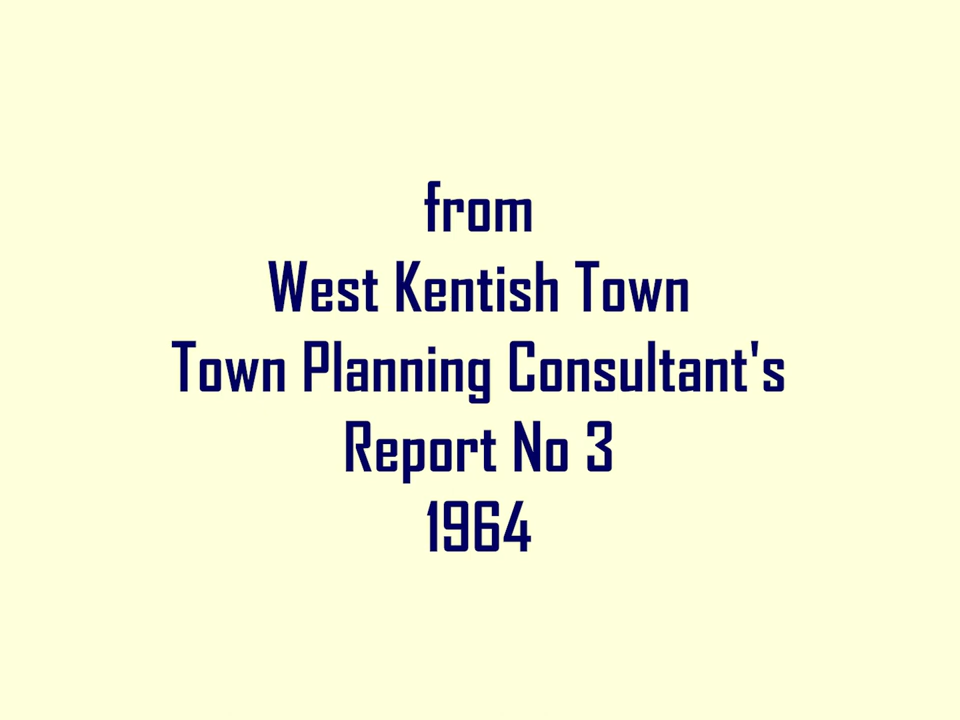 from
West Kentish Town
Town Planning Consultant's
Report No 3
1964